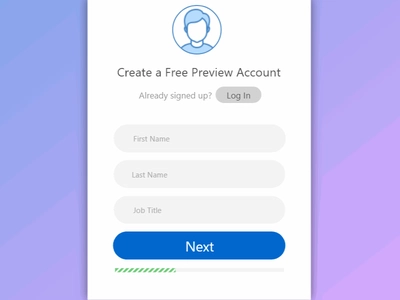 Create a Free Preview Account
Already signed up? Log In
First Name
Last Name
Job Title
Next